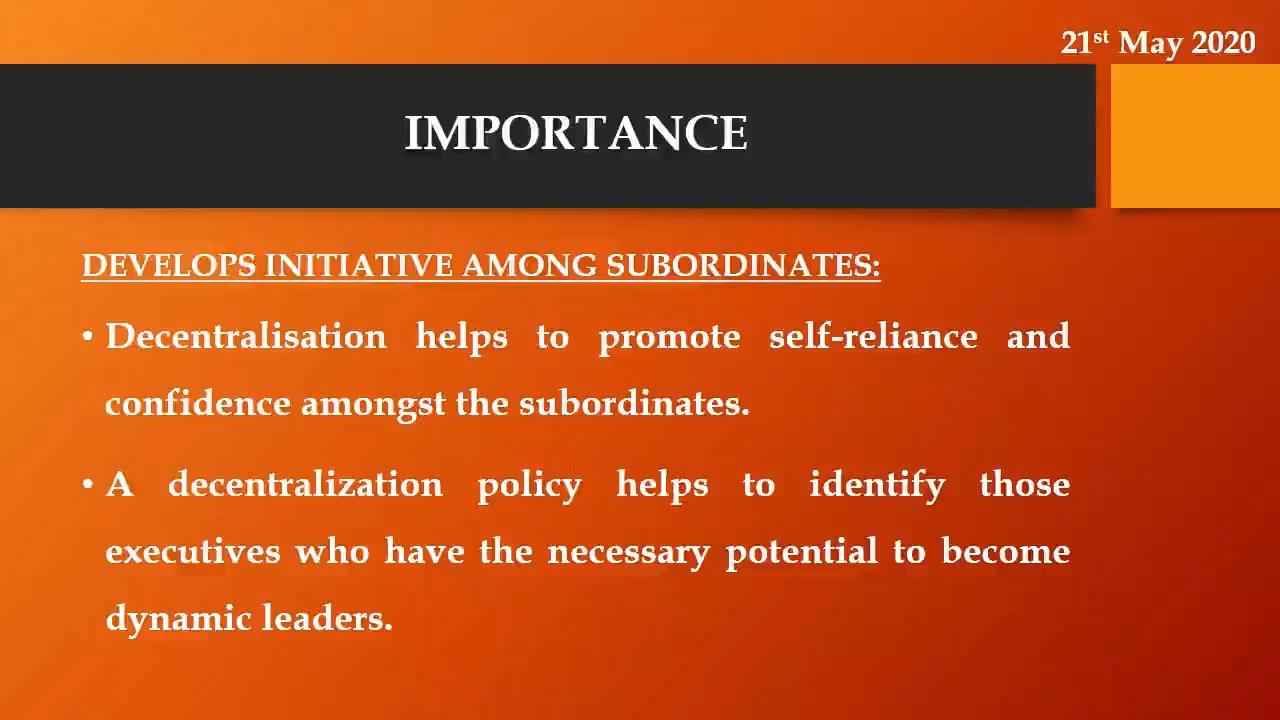 21st May 2020
IMPORTANCE
DEVELOPS INITIATIVE AMONG SUBORDINATES:
• Decentralisation helps to promote self-reliance and
confidence amongst the subordinates.
• A decentralization policy helps to identify those
executives who have the necessary potential to become
dynamic leaders.